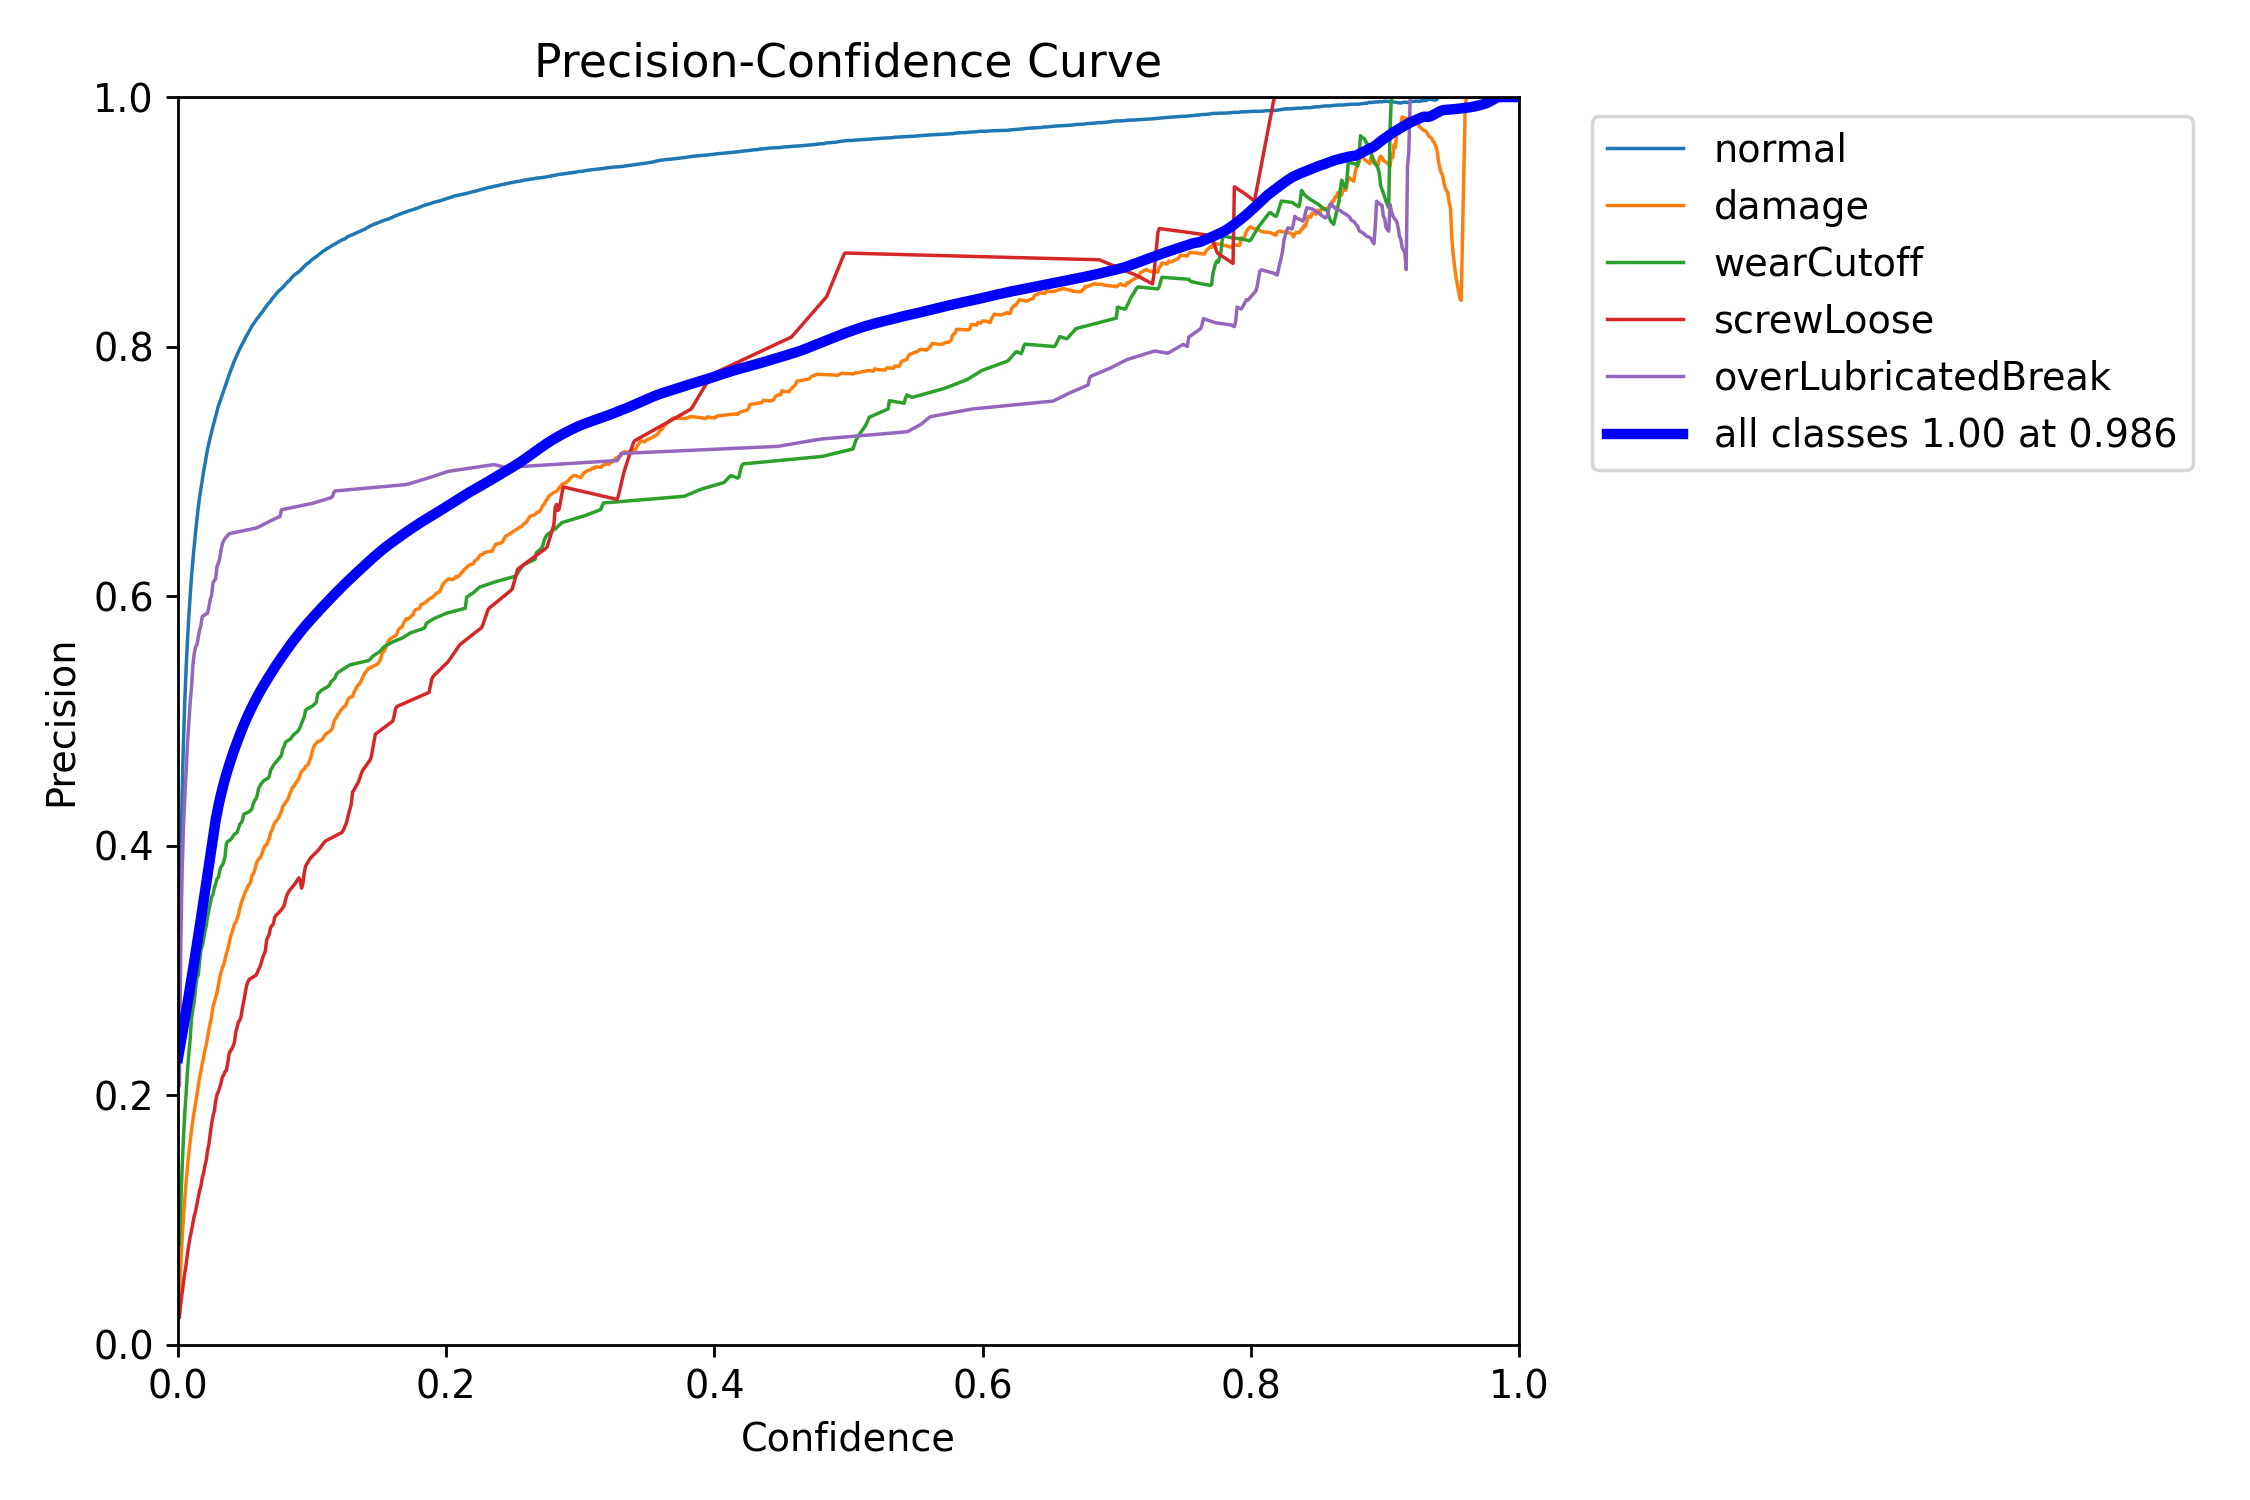 Precision-Confidence Curve
1.0
0.8
0.6
0.4
0.2
0.0
Precision
0.0 0.2 0.4 0.6 0.8 1.0
Confidence
normal
damage
wearCutoff
screwLoose
overLubricatedBreak
all classes 1.00 at 0.986